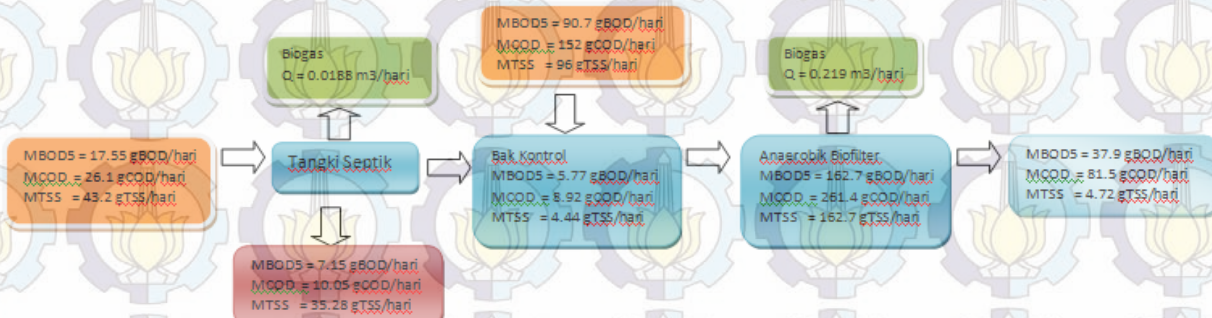 MBOD5 = 17.55 gBOD/hari
MCOD = 26.1 gCOD/hari
MTSS = 43.2 gTSS/hari
Biogas
Q = 0.0188 m3/hari
Tangki Septik
MBOD5 = 7.15 gBOD/hari
MCOD = 10.05 gCOD/hari
MTSS = 35.28 gTSS/hari
MBOD5 = 90.7 gBOD/hari
MCOD = 152 gCOD/hari
MTSS = 96 gTSS/hari
Bak Kontrol
MBOD5 = 5.77 gBOD/hari
MCOD = 8.92 gCOD/hari
MTSS = 4.44 gTSS/hari
Biogas
Q = 0.219 m3/hari
Anaerobik Biofilter
MBOD5 = 162.7 gBOD/hari
MCOD = 261.4 gCOD/hari
MTSS = 162.7 gTSS/hari
MBOD5 = 37.9 gBOD/hari
MCOD = 81.5 gCOD/hari
MTSS = 4.72 gTSS/hari